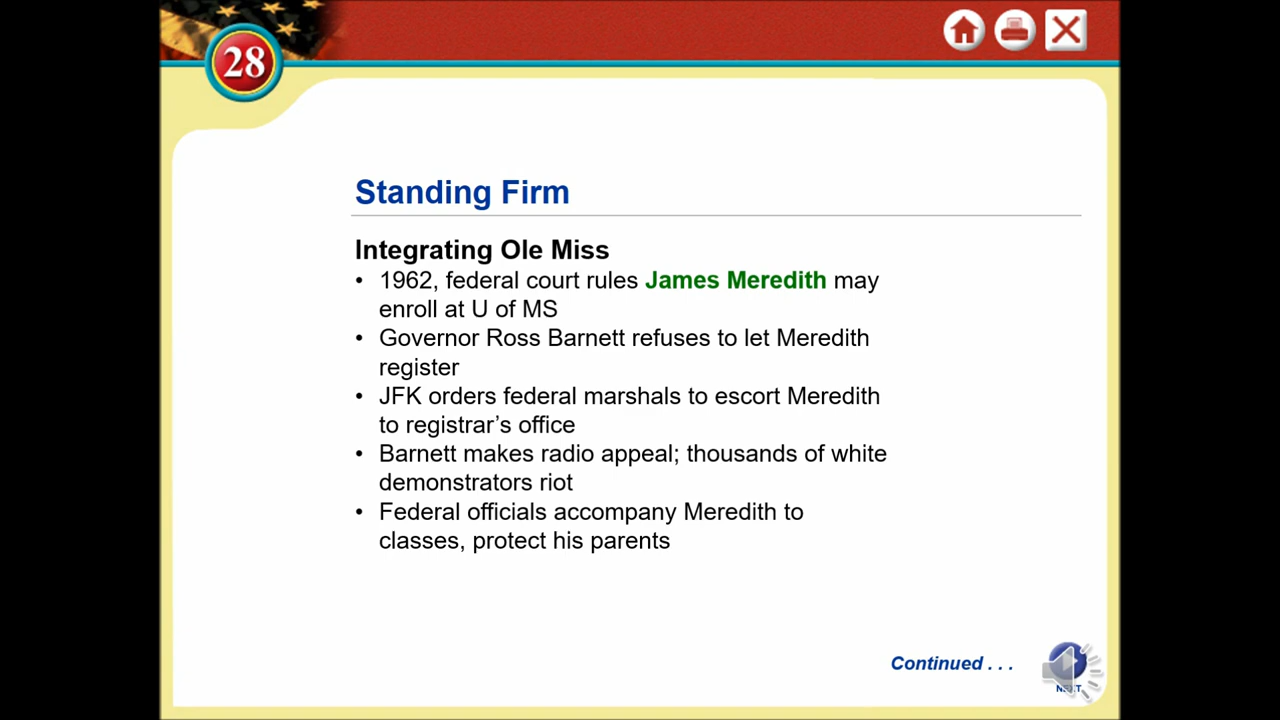 28
Standing Firm
Integrating Ole Miss
• 1962, federal court rules James Meredith may
enroll at U of MS
• Governor Ross Barnett refuses to let Meredith
register
• JFK orders federal marshals to escort Meredith
to registrar’s office
• Barnett makes radio appeal; thousands of white
demonstrators riot
• Federal officials accompany Meredith to
classes, protect his parents
Continued . . .
NEXT